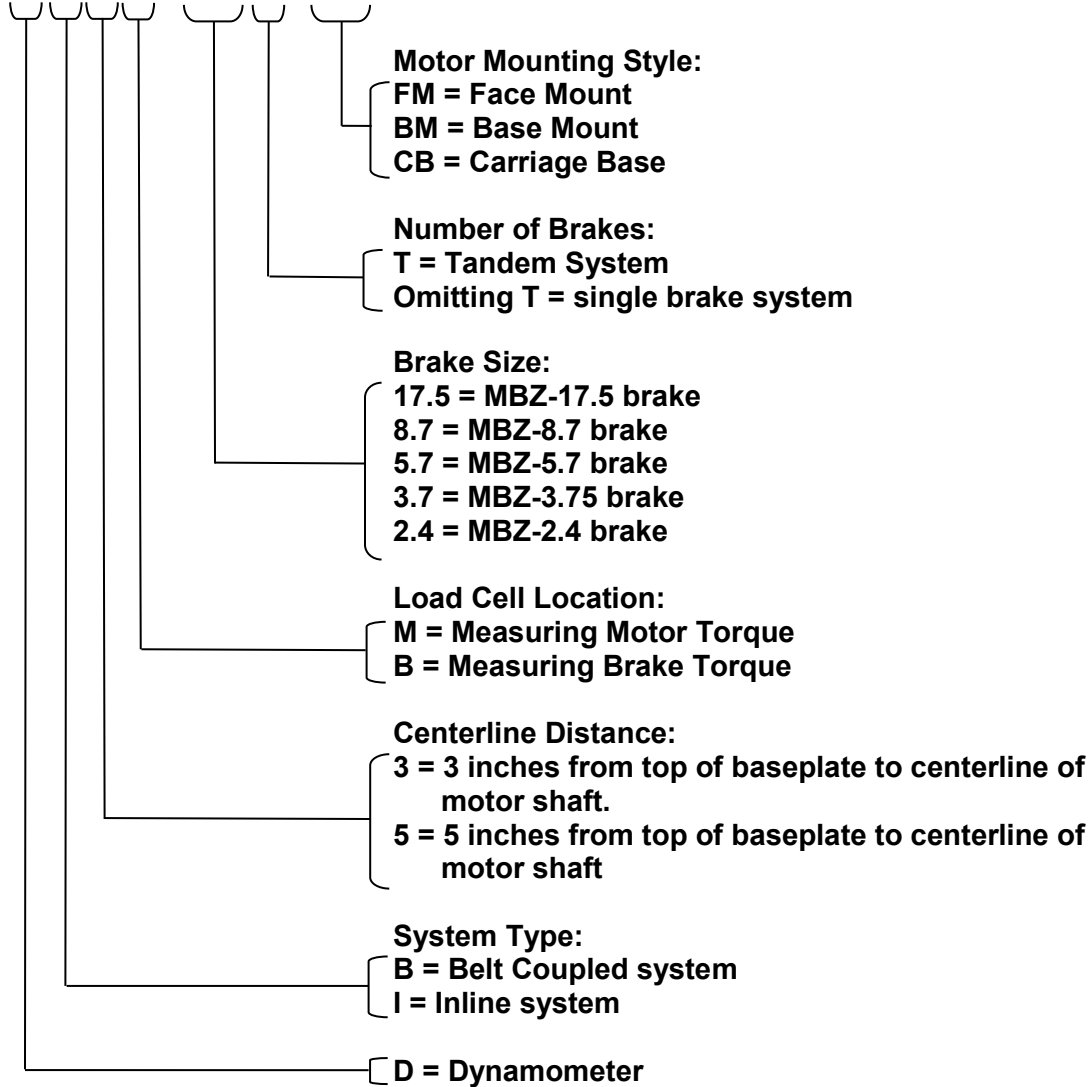 Motor Mounting Style:
FM = Face Mount
BM = Base Mount
CB = Carriage Base
Number of Brakes:
T = Tandem System
Omitting T = single brake system
Brake Size:
17.5 = MBZ-17.5 brake
8.7 = MBZ-8.7 brake
5.7 = MBZ-5.7 brake
3.7 = MBZ-3.75 brake
2.4 = MBZ-2.4 brake
Load Cell Location:
M = Measuring Motor Torque
B = Measuring Brake Torque
Centerline Distance:
3 = 3 inches from top of baseplate to centerline of
motor shaft.
5 = 5 inches from top of baseplate to centerline of
motor shaft
System Type:
B = Belt Coupled system
I = Inline system
D = Dynamometer